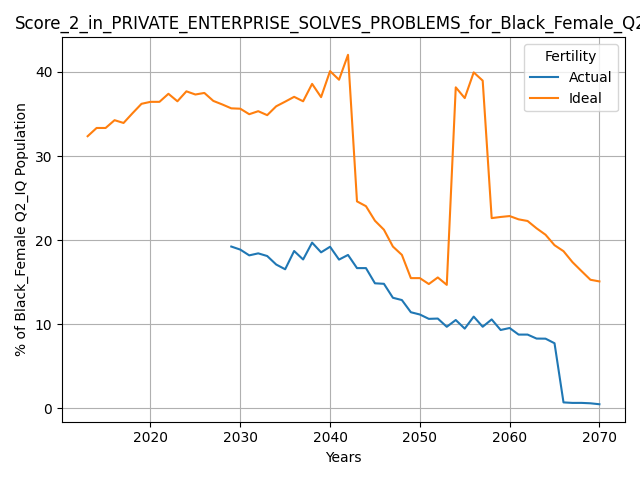 Score_2_in_PRIVATE_ENTERPRISE_SOLVES_PROBLEMS_for_Black_Female_Q2
Fertility
Actual
Ideal
% of Black_Female Q2_IQ Population
40
30
20
10
0
2020 2030 2040 2050 2060 2070
Years